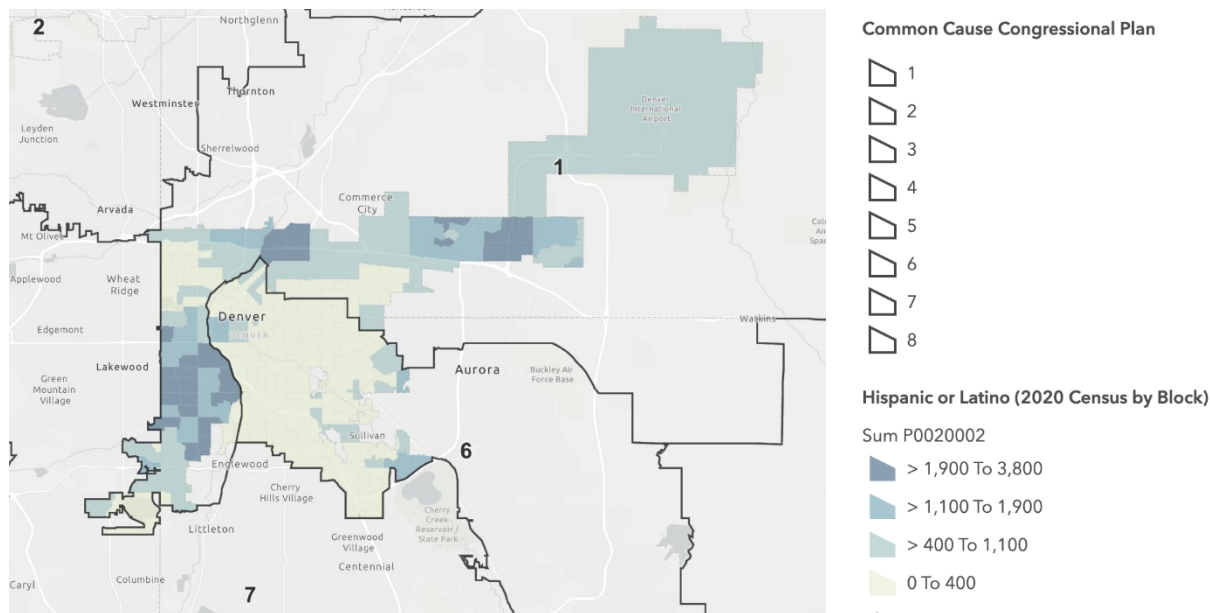 2
Northglenn
Thornton
Westminster
Leyden
Junction
Sherrelwood
Denver
International
Airport
1
Commerce
City
Arvada
Mt Olivet
Applewood
Wheat
Ridge
Denver
DENVER
Edgemont
Watkins
Lakewood
Aurora
Buckley Air
Force Base
Green
Mountain
Village
Sullivan
6
Englewood
Cherry
Hills Village
Cherry
Creek
Reservoir /
State Park
Littleton
Greenwood
Village
Centennial
Columbine
Caryl
7
Common Cause Congressional Plan
1
2
3
4
5
6
7
8
Hispanic or Latino (2020 Census by Block)
Sum P0020002
> 1,900 To 3,800
> 1,100 To 1,900
> 400 To 1,100
0 To 400